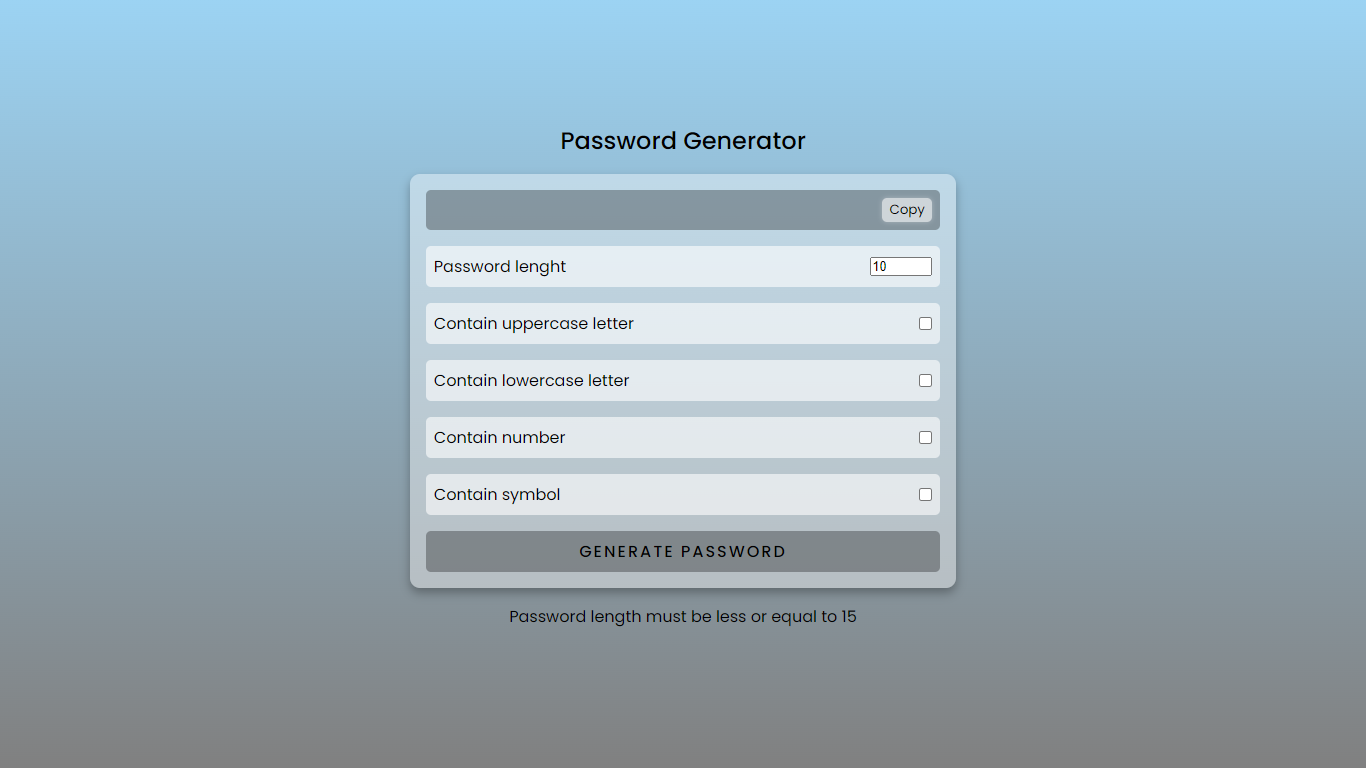 Password Generator
Copy
Password lenght 10
Contain uppercase letter
Contain lowercase letter
Contain number
Contain symbol
GENERATE PASSWORD
Password length must be less or equal to 15